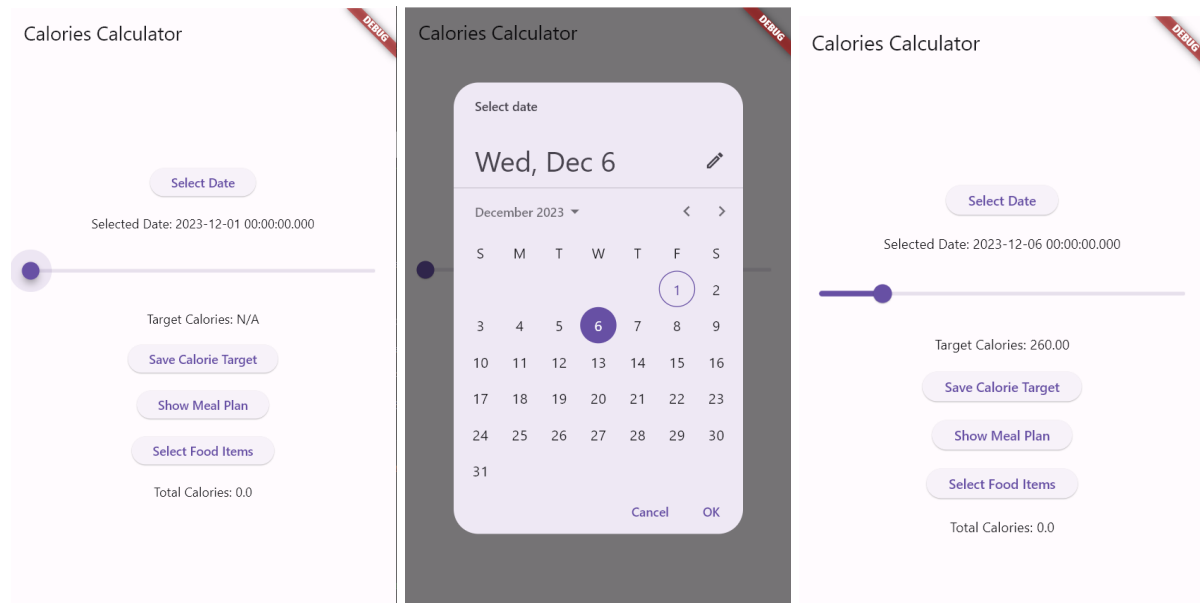 Calories Calculator
DEBUG
Select Date
Selected Date: 2023-12-01 00:00:00.000
Target Calories: N/A
Save Calorie Target
Show Meal Plan
Select Food Items
Total Calories: 0.0
Calories Calculator
DEBUG
Select date
Wed, Dec 6
December 2023
S M T W T F S
1 2
3 4 5 6 7 8 9
10 11 12 13 14 15 16
17 18 19 20 21 22 23
24 25 26 27 28 29 30
31
Cancel OK
Calories Calculator
DEBUG
Select Date
Selected Date: 2023-12-06 00:00:00.000
Target Calories: 260.00
Save Calorie Target
Show Meal Plan
Select Food Items
Total Calories: 0.0